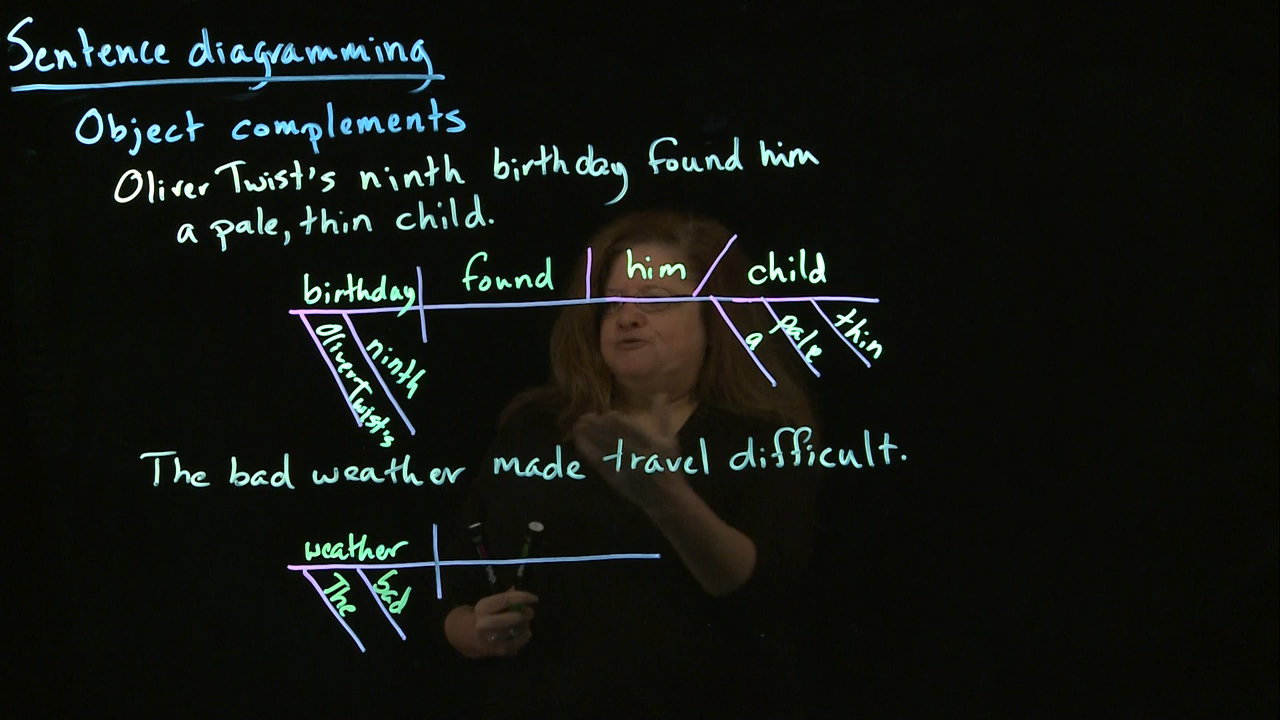 Sentence diagramming
Object complements
Oliver Twist's ninth birthday found him
a pale, thin child.
birthday found him child
Oliver Twist's ninth a pale thin
The bad weather made travel difficult.
weather
The bad